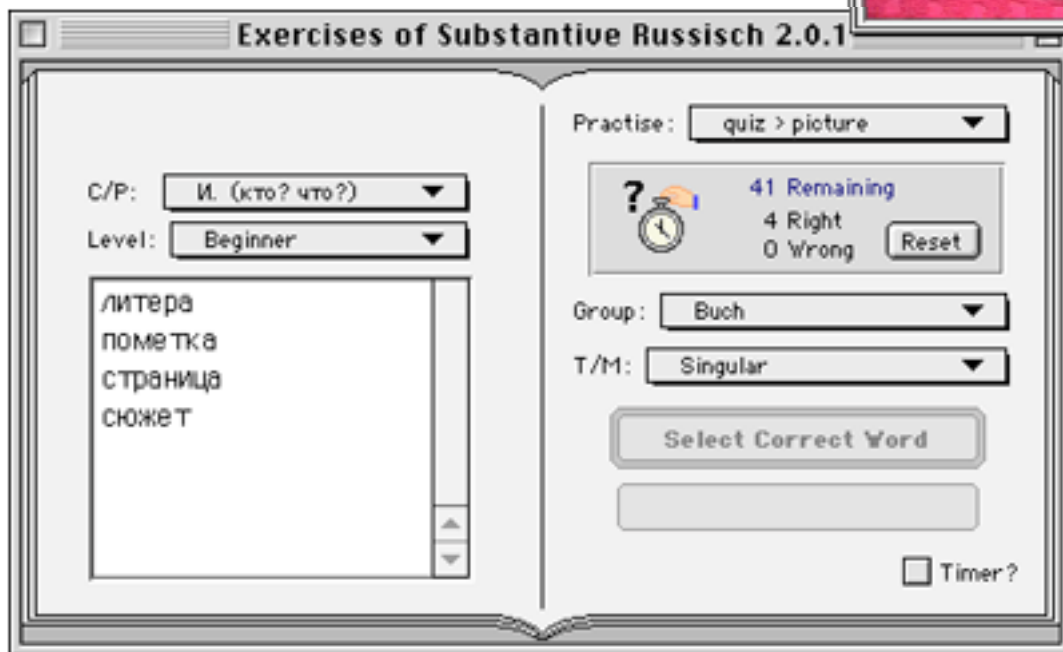 Exercises of Substantive Russisch 2.0.1
C/P: И. (кто? что?)
Level: Beginner
литера
пометка
страница
сюжет
Practise: quiz > picture
?
41 Remaining
4 Right
0 Wrong
Reset
Group: Buch
T/M: Singular
Select Correct Word
Timer?